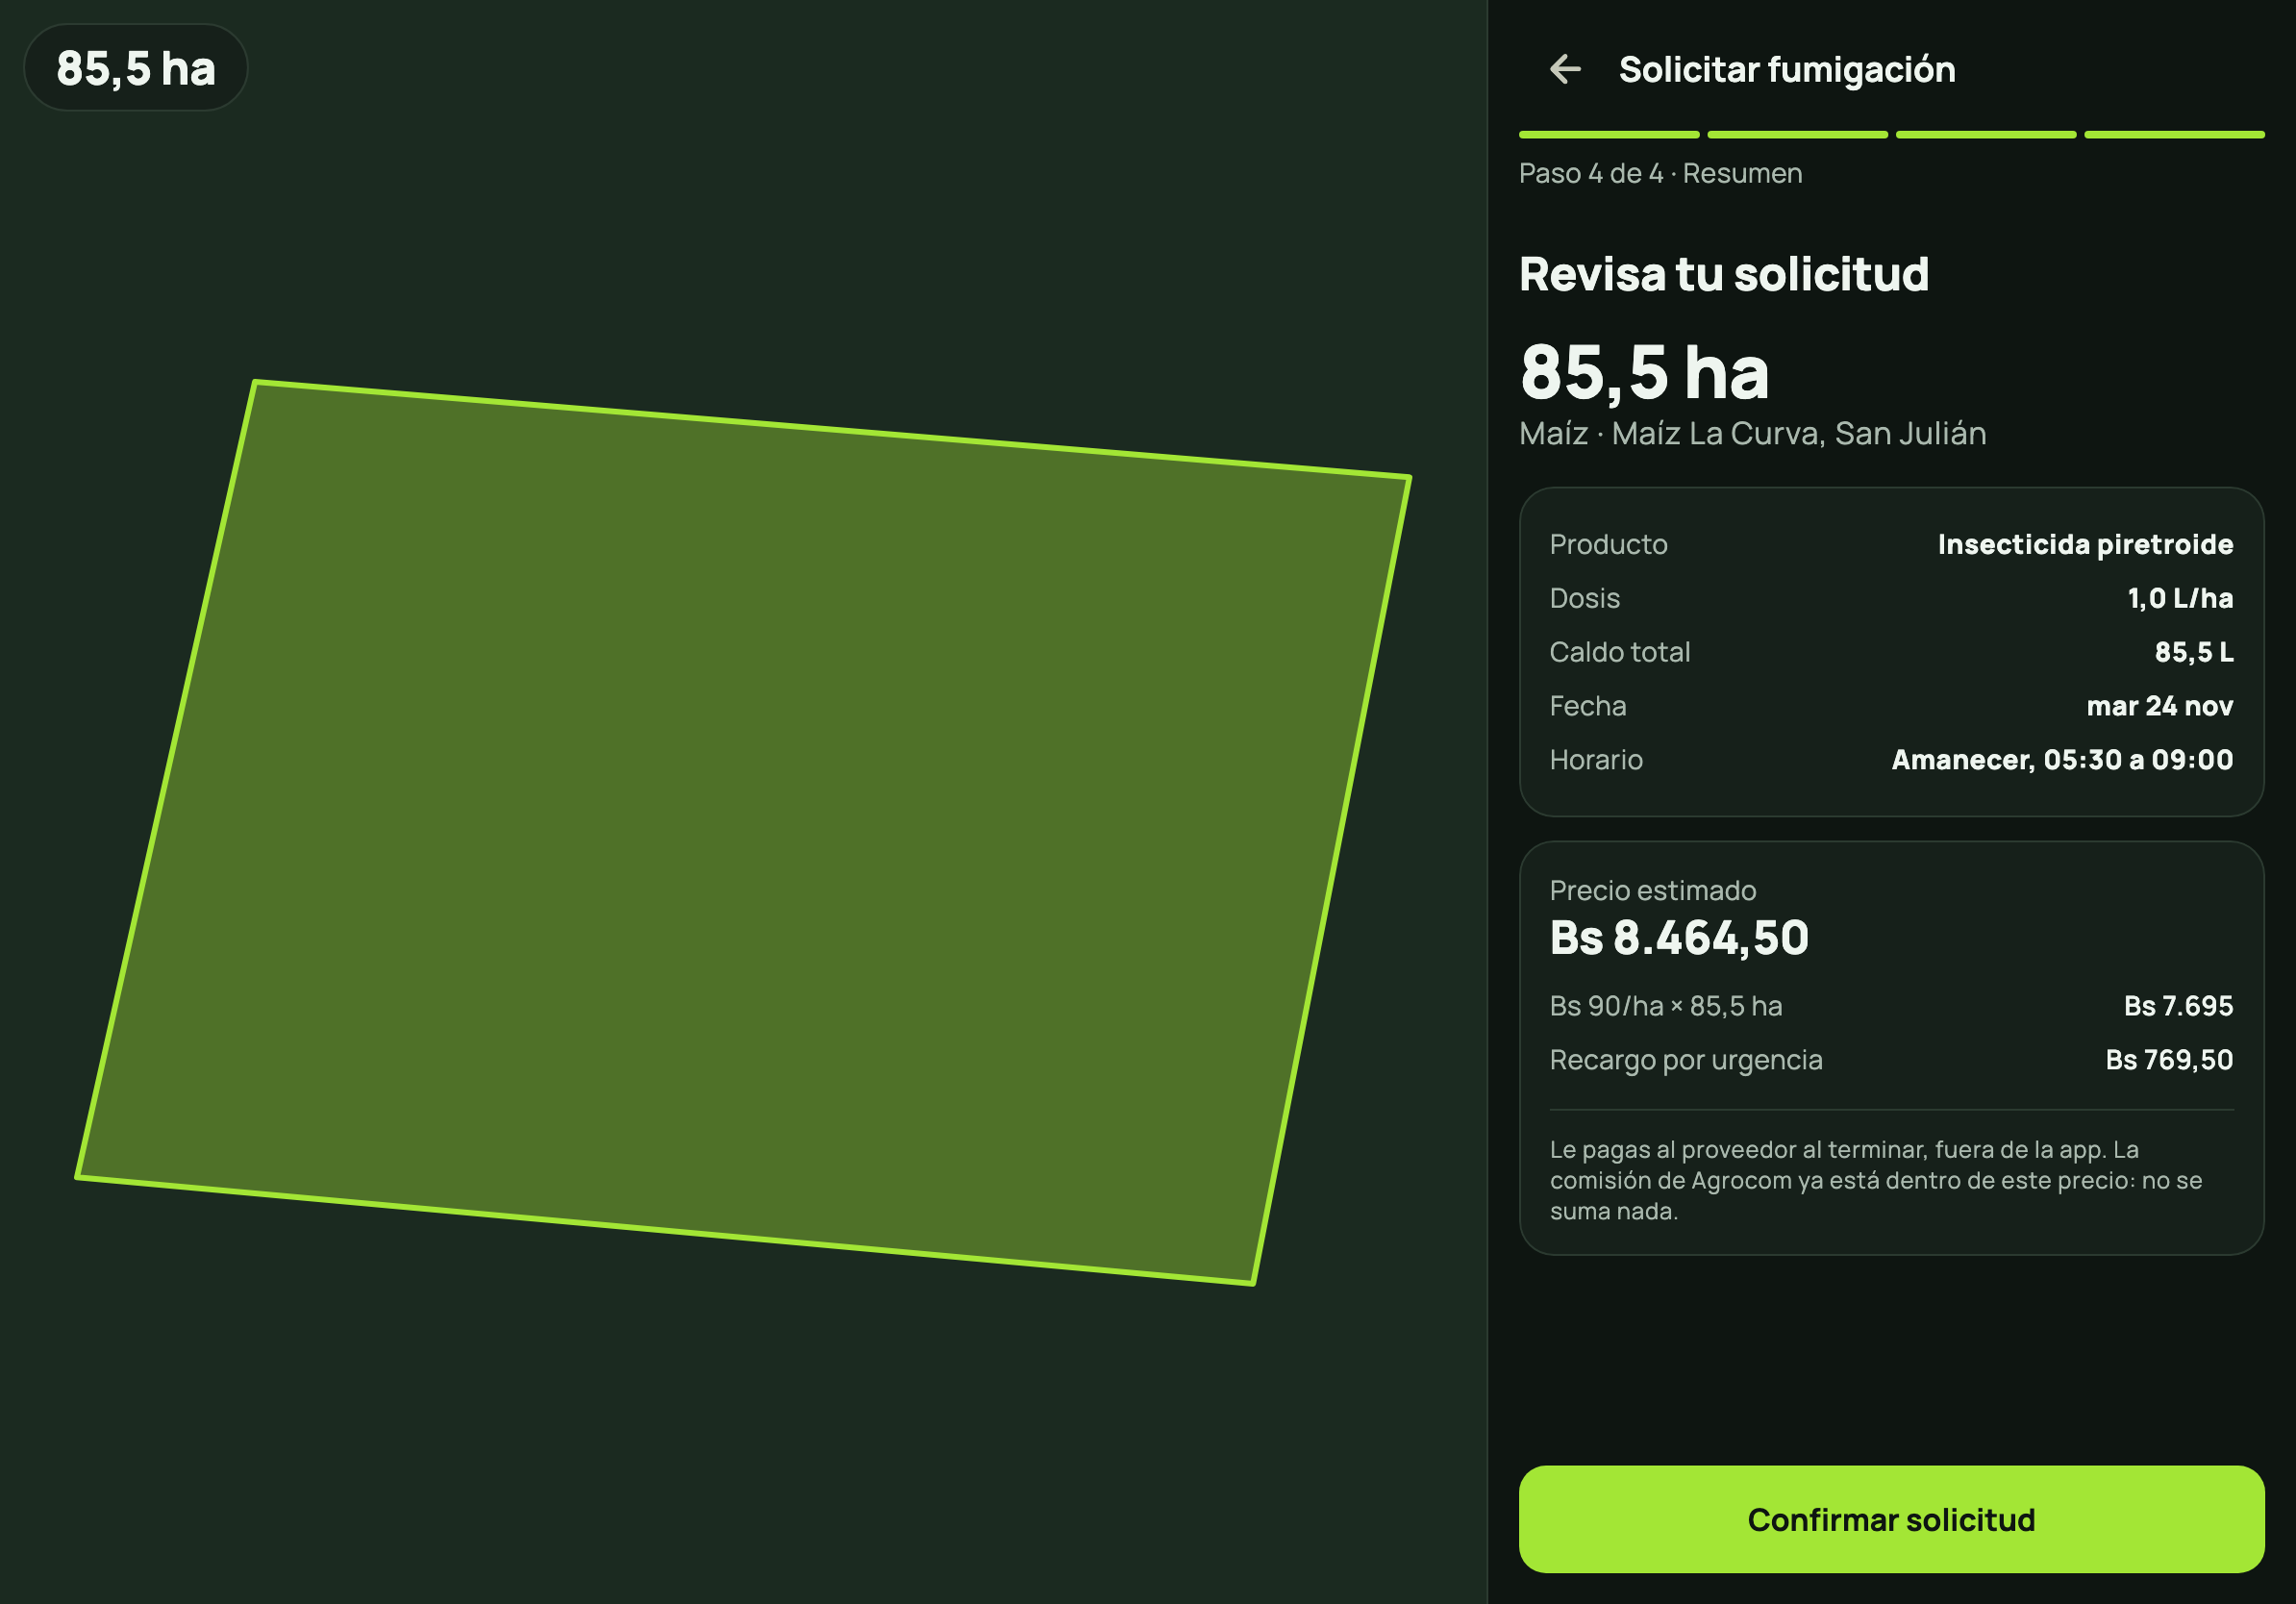 85,5 ha
Solicitar fumigación
Paso 4 de 4 · Resumen
Revisa tu solicitud
85,5 ha
Maíz · Maíz La Curva, San Julián
Producto Insecticida piretroide
Dosis 1,0 L/ha
Caldo total 85,5 L
Fecha mar 24 nov
Horario Amanecer, 05:30 a 09:00
Precio estimado
Bs 8.464,50
Bs 90/ha × 85,5 ha Bs 7.695
Recargo por urgencia Bs 769,50
Le pagas al proveedor al terminar, fuera de la app. La
comisión de Agrocom ya está dentro de este precio: no se
suma nada.
Confirmar solicitud